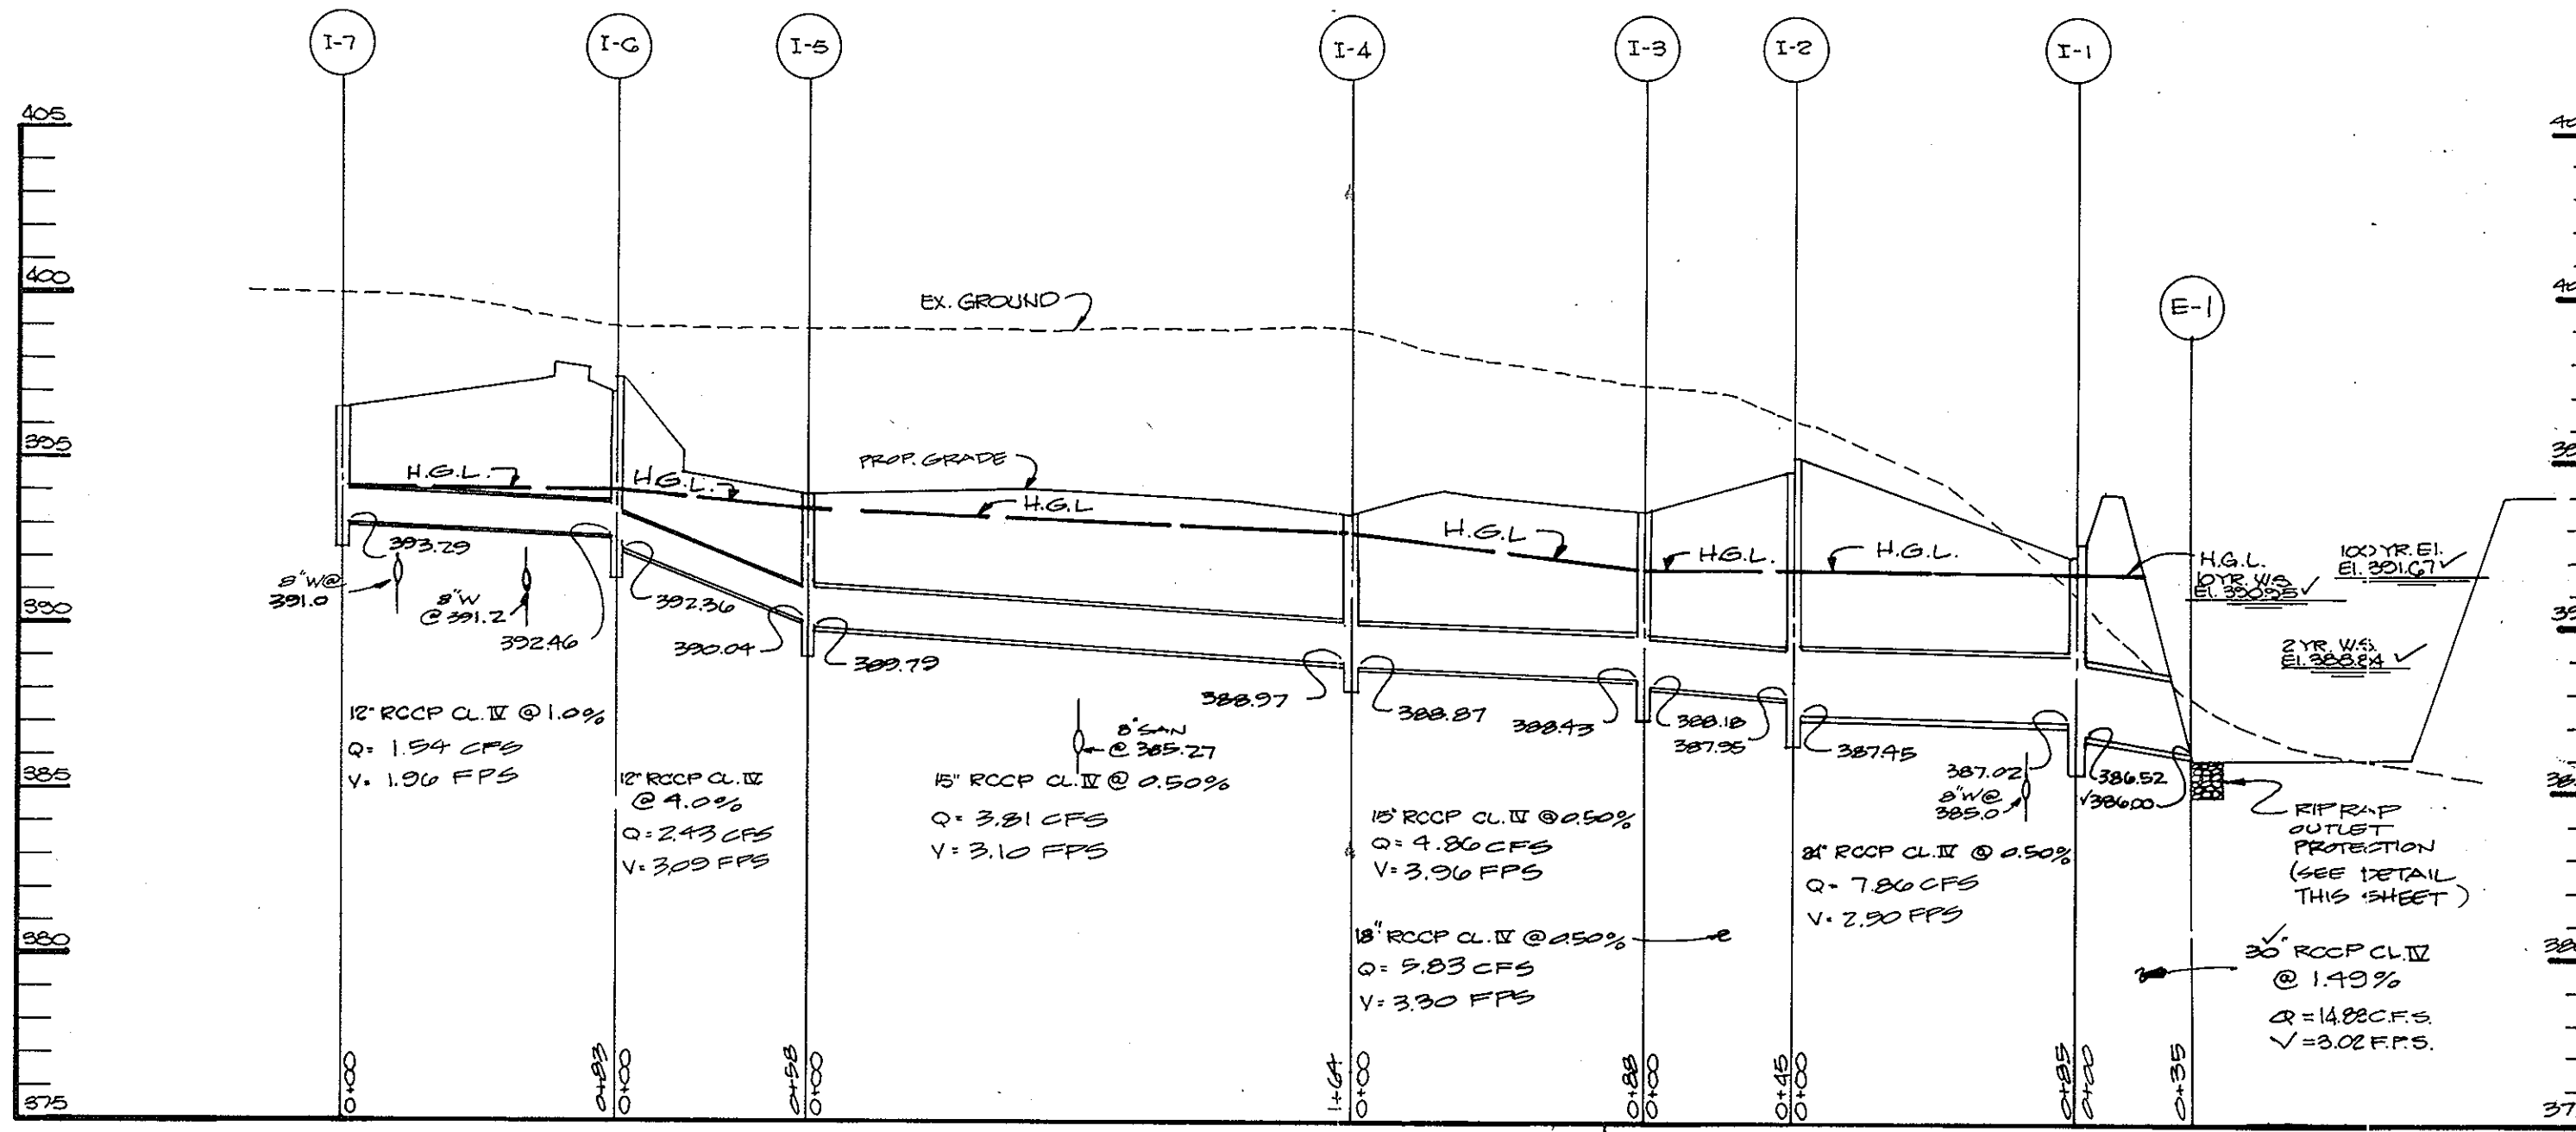 I-7
I-6
I-5
I-4
I-3
I-2
I-1
E-1
405
400
395
390
385
380
375
EX. GROUND
PROP. GRADE
H.G.L.
H.G.L.
H.G.L
H.G.L
H.G.L.
H.G.L.
H.G.L.
10YR. W.S
El. 390.95 ✓
100 YR. El.
El. 391.67 ✓
2 YR. W.S.
El. 388.24 ✓
393.29
8" W@
391.0
8" W
@ 391.2
392.46
392.36
390.04
389.79
388.97
388.87
388.43
388.18
387.95
387.45
387.02
386.52
√386.00
8" SAN
@ 385.27
8" W@
385.0
12" RCCP CL. IV @ 1.0%
Q= 1.54 CFS
V. 1.96 FPS
12" RCCP CL. IV
@ 4.0%
Q=2.43 CFS
V=3.09 FPS
15" RCCP CL. IV @ 0.50%
Q= 3.81 CFS
V= 3.10 FPS
15" RCCP CL. IV @ 0.50%
Q= 4.86 CFS
V= 3.96 FPS
18" RCCP CL. IV @ 0.50%
Q= 5.83 CFS
V= 3.30 FPS
24" RCCP CL. IV @ 0.50%
Q= 7.86 CFS
V. 2.50 FPS
RIP RAP
OUTLET
PROTECTION
(SEE DETAIL
THIS SHEET)
30" RCCP CL. IV
@ 1.49%
Q =14.82 C.F.S.
V =3.02 F.P.S.
0+00
0+83
0+00
0+58
0+00
1+64
0+00
0+88
0+00
0+45
0+00
0+85
0+00
0+35